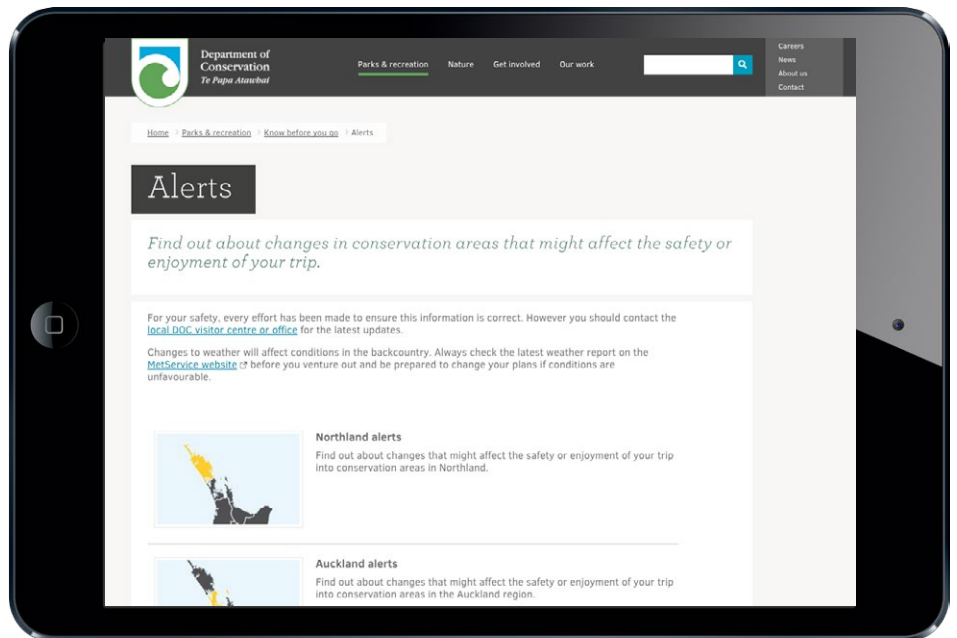 Department of
Conservation
Te Papa Atawhai
Parks & recreation Nature Get involved Our work
Careers
News
About us
Contact
Home > Parks & recreation > Know before you go > Alerts
Alerts
Find out about changes in conservation areas that might affect the safety or
enjoyment of your trip.
For your safety, every effort has been made to ensure this information is correct. However you should contact the
local DOC visitor centre or office for the latest updates.
Changes to weather will affect conditions in the backcountry. Always check the latest weather report on the
MetService website before you venture out and be prepared to change your plans if conditions are
unfavourable.
Northland alerts
Find out about changes that might affect the safety or enjoyment of your trip
into conservation areas in Northland.
Auckland alerts
Find out about changes that might affect the safety or enjoyment of your trip
into conservation areas in the Auckland region.